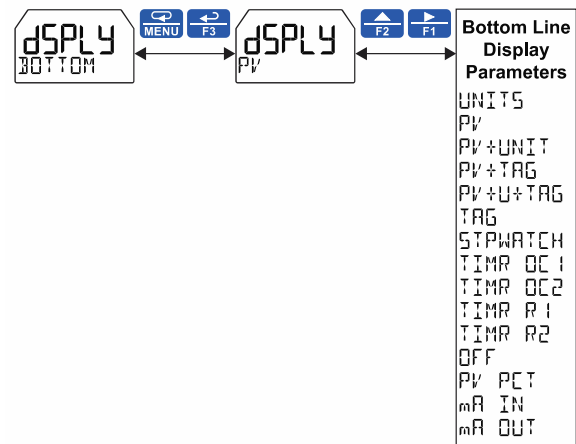 dSPLY
BOTTOM
MENU
F3
dSPLY
PV
F2
F1
Bottom Line
Display
Parameters
UNITS
PV
PV+UNIT
PV+TAG
PV+U+TAG
TAG
STPWATCH
TIMR OC1
TIMR OC2
TIMR R1
TIMR R2
OFF
PV PCT
mA IN
mA OUT